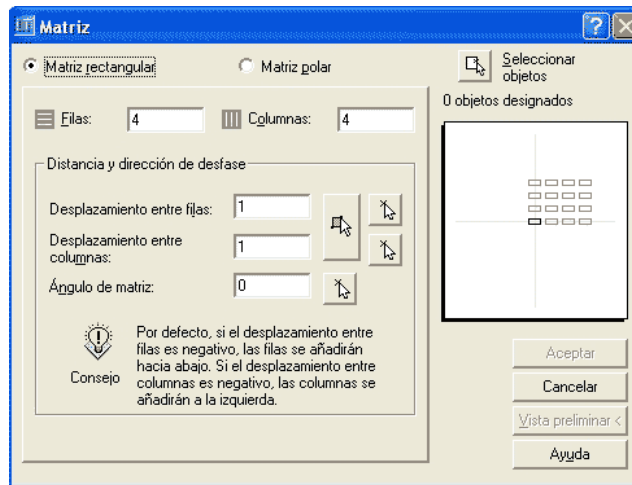 Matriz
Matriz rectangular
Matriz polar
Seleccionar
objetos
0 objetos designados
Filas: 4
Columnas: 4
Distancia y dirección de desfase
Desplazamiento entre filas: 1
Desplazamiento entre
columnas: 1
Ángulo de matriz: 0
Consejo
Por defecto, si el desplazamiento entre
filas es negativo, las filas se añadirán
hacia abajo. Si el desplazamiento entre
columnas es negativo, las columnas se
añadirán a la izquierda.
Aceptar
Cancelar
Vista preliminar <
Ayuda